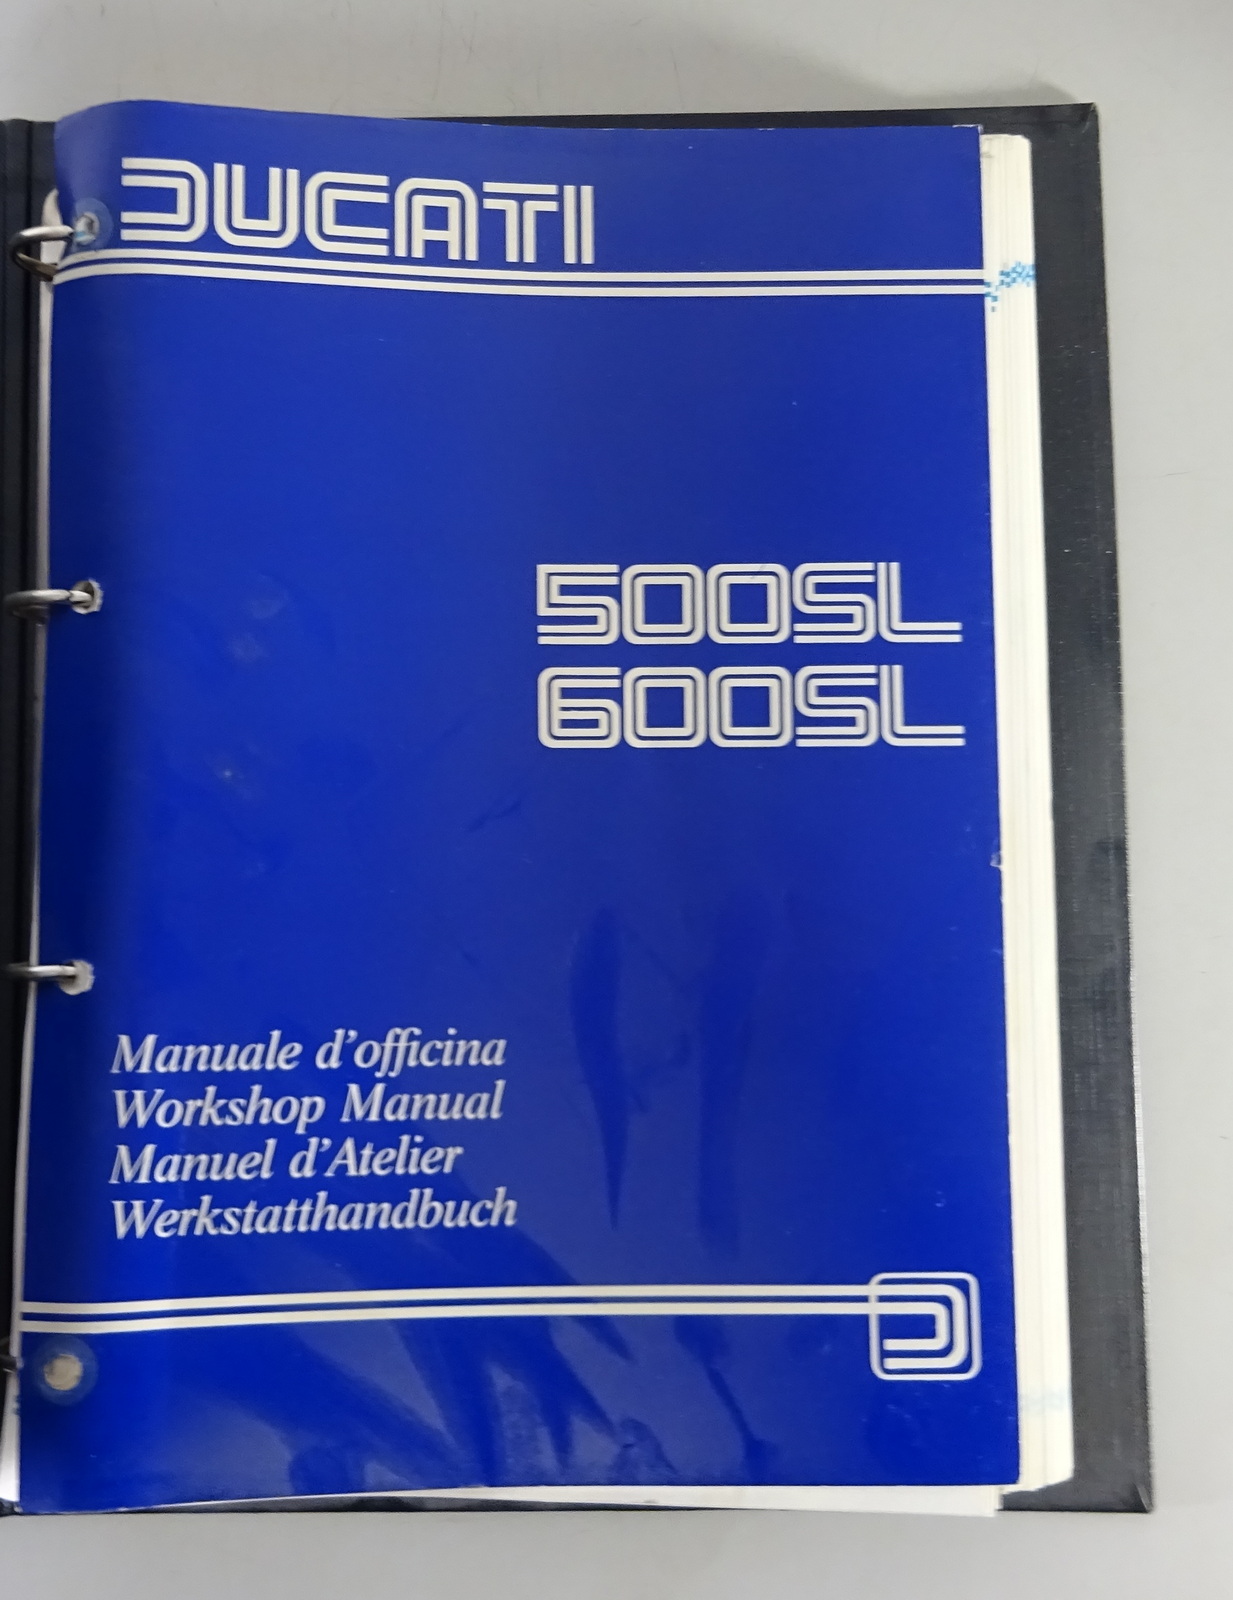 DUCATI
500SL
600SL
Manuale d'officina
Workshop Manual
Manuel d'Atelier
Werkstatthandbuch